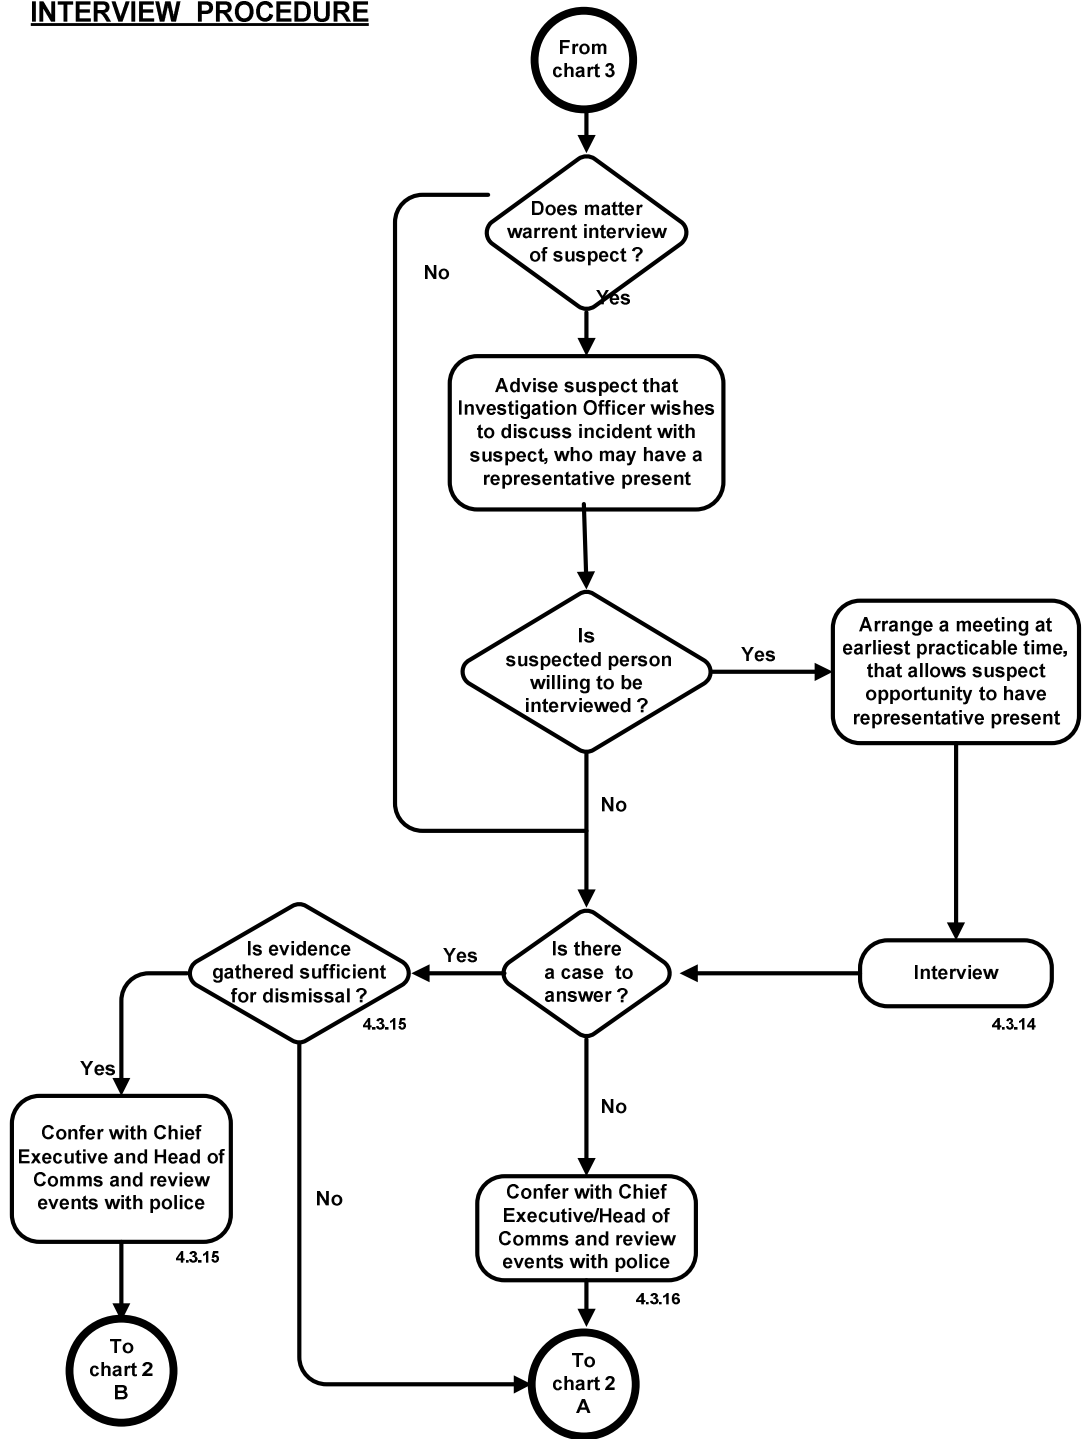 INTERVIEW PROCEDURE
From
chart 3
Does matter
warrent interview
of suspect ?
No
Yes
Advise suspect that
Investigation Officer wishes
to discuss incident with
suspect, who may have a
representative present
Is
suspected person
willing to be
interviewed ?
Yes
Arrange a meeting at
earliest practicable time,
that allows suspect
opportunity to have
representative present
No
Is evidence
gathered sufficient
for dismissal ?
4.3.15
Yes
Is there
a case to
answer ?
Interview
4.3.14
Yes
No
Confer with Chief
Executive and Head of
Comms and review
events with police
4.3.15
No
Confer with Chief
Executive/Head of
Comms and review
events with police
4.3.16
To
chart 2
B
To
chart 2
A